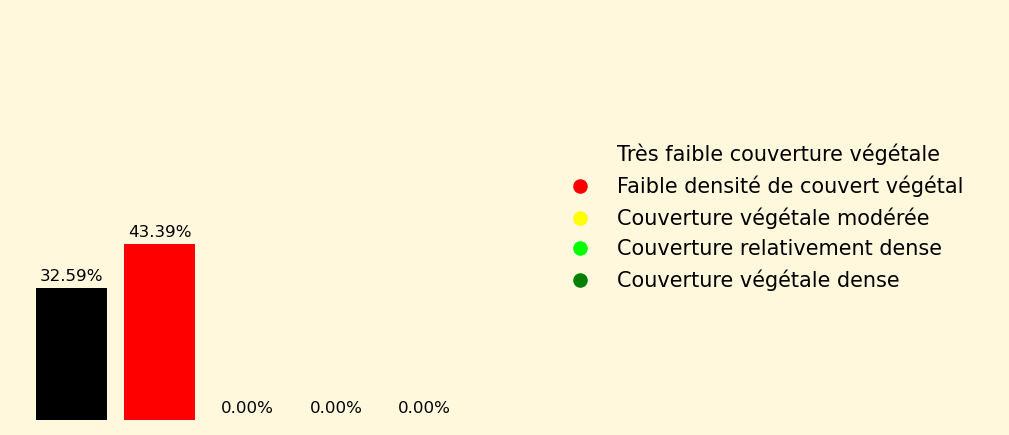 32.59%
43.39%
0.00%
0.00%
0.00%
Très faible couverture végétale
Faible densité de couvert végétal
Couverture végétale modérée
Couverture relativement dense
Couverture végétale dense